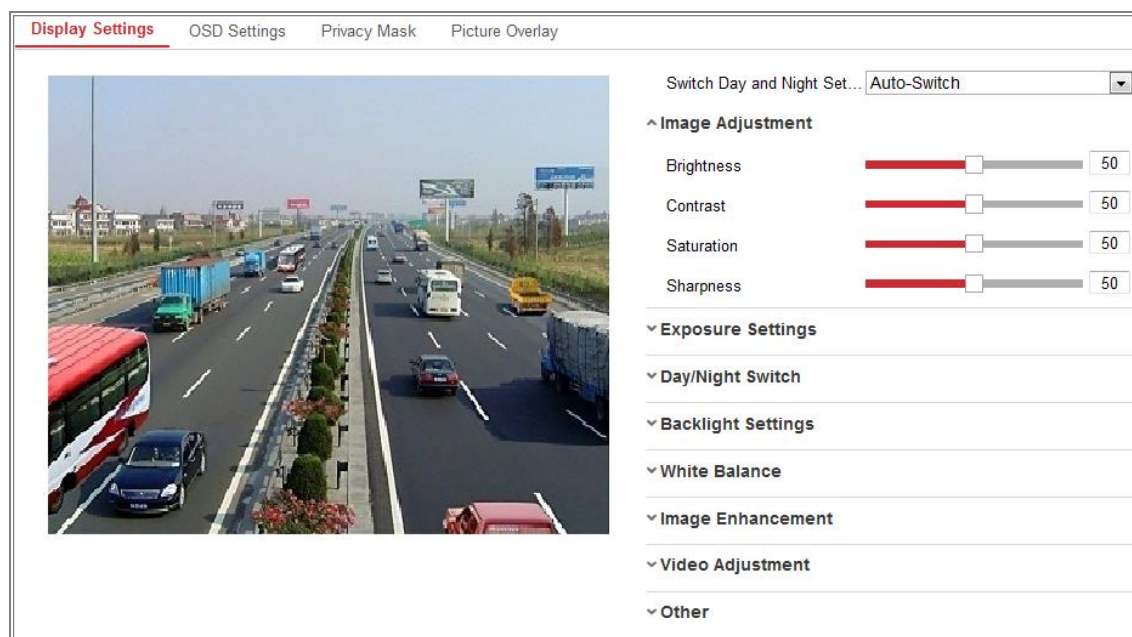 Display Settings OSD Settings Privacy Mask Picture Overlay
Switch Day and Night Set... Auto-Switch
Image Adjustment
Brightness 50
Contrast 50
Saturation 50
Sharpness 50
Exposure Settings
Day/Night Switch
Backlight Settings
White Balance
Image Enhancement
Video Adjustment
Other